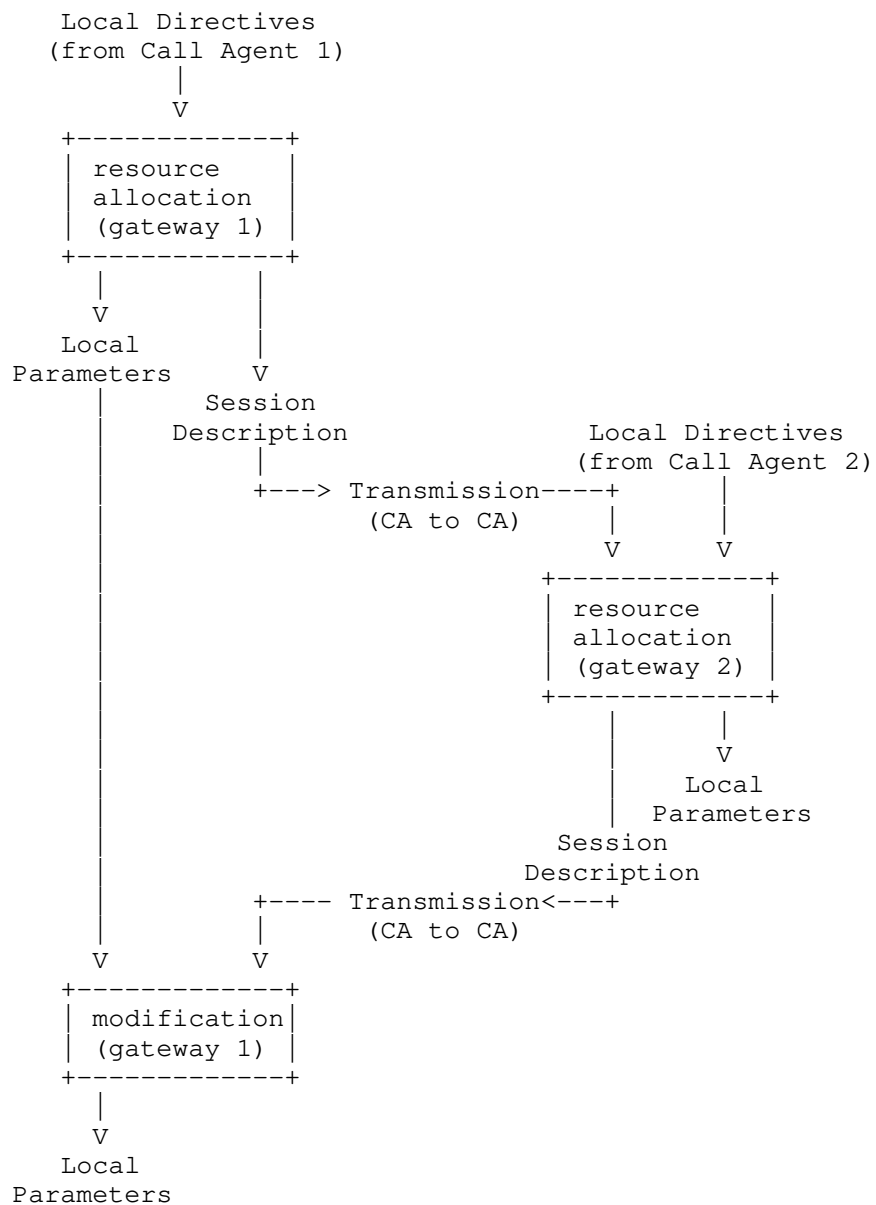 Local Directives
(from Call Agent 1)
|
V
+-------------+
| resource    |
| allocation  |
| (gateway 1) |
+-------------+
|         |
V         |
Local     |
Parameters     V
|      Session
|    Description               Local Directives
|         |                   (from Call Agent 2)
|         +---> Transmission----+      |
|                (CA to CA)     |      |
|                               V      V
|                           +-------------+
|                           | resource    |
|                           | allocation  |
|                           | (gateway 2) |
|                           +-------------+
|                               |      |
|                               |      V
|                               |    Local
|                               |  Parameters
|                            Session
|                          Description
|         +---- Transmission<---+
|         |      (CA to CA)
V         V
+-------------+
| modification|
| (gateway 1) |
+-------------+
|
V
Local
Parameters